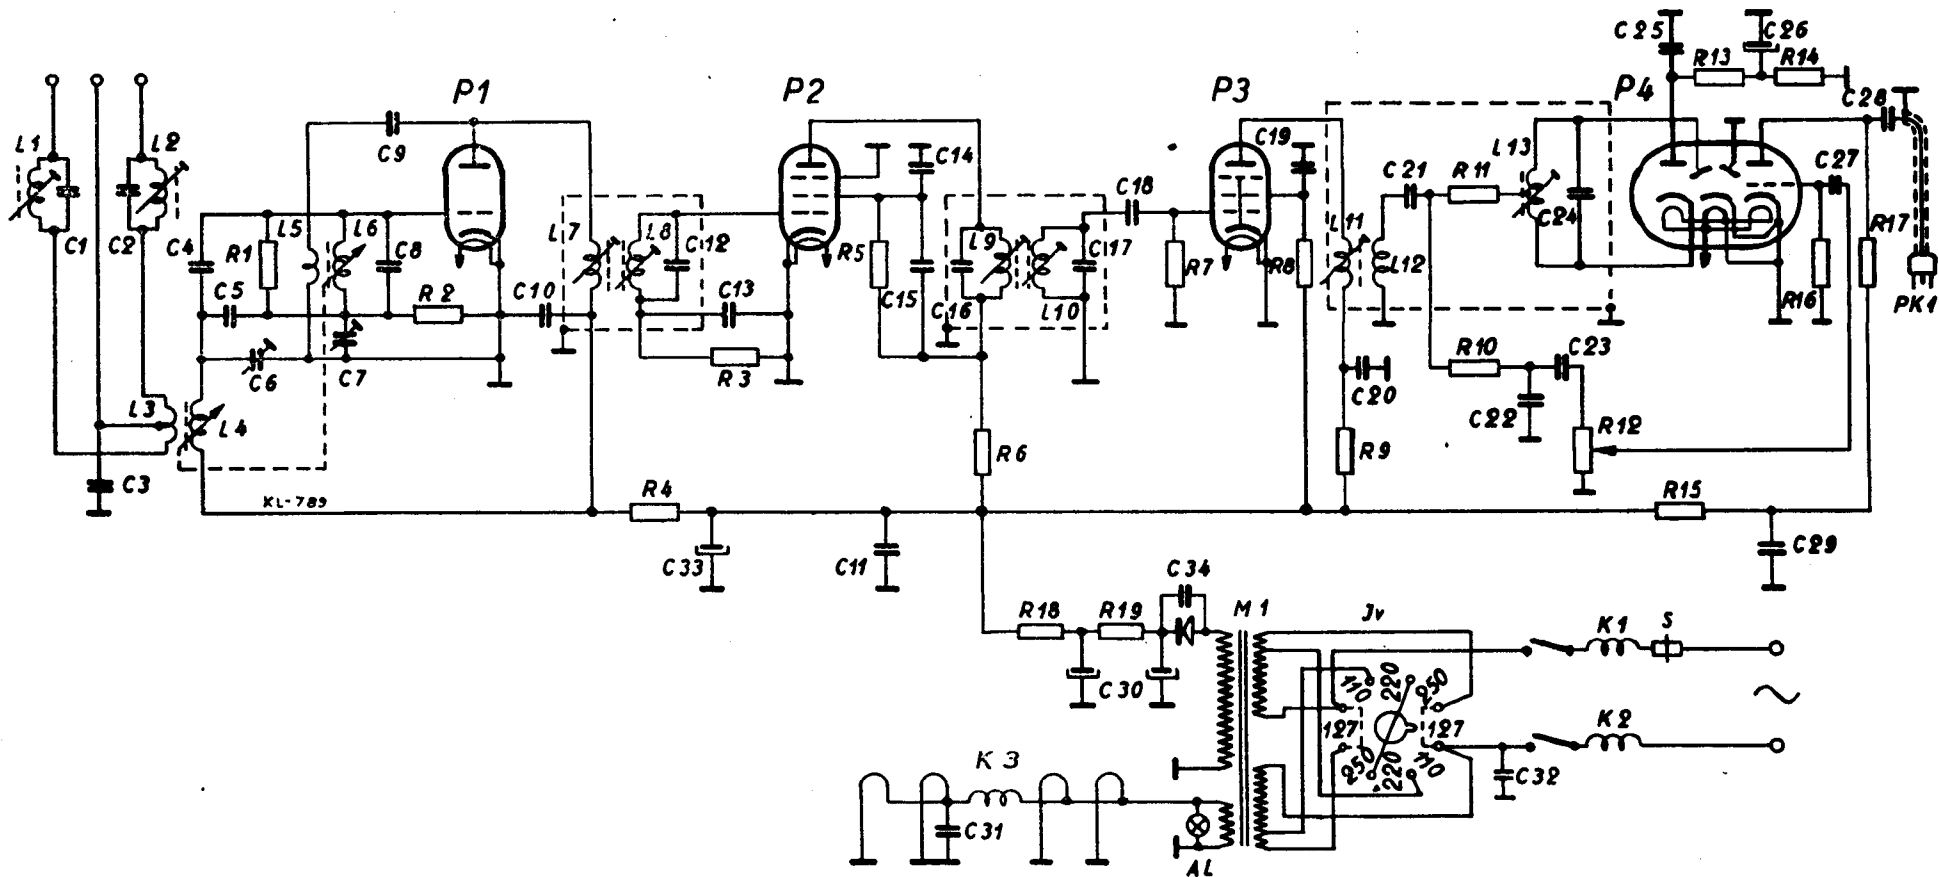 C25
C26
R13
R14
P1
P2
P3
P4
C28
L1
L2
C9
C14
C19
L13
C27
C21
R11
C1
C2
L5
L6
L7
L8
C12
R5
L9
C17
C18
L11
C24
R17
C4
R1
C8
R7
R8
L12
C5
R2
C10
C13
C15
C16
L10
R16
PK1
C6
C7
R3
R10
C23
C20
C22
L3
L4
R6
R9
R12
C3
KL-789
R4
R15
C33
C11
C29
C34
R18
R19
M1
Jv
K1
S
C30
110
220
250
127
127
K2
250
220
110
K3
C32
C31
AL